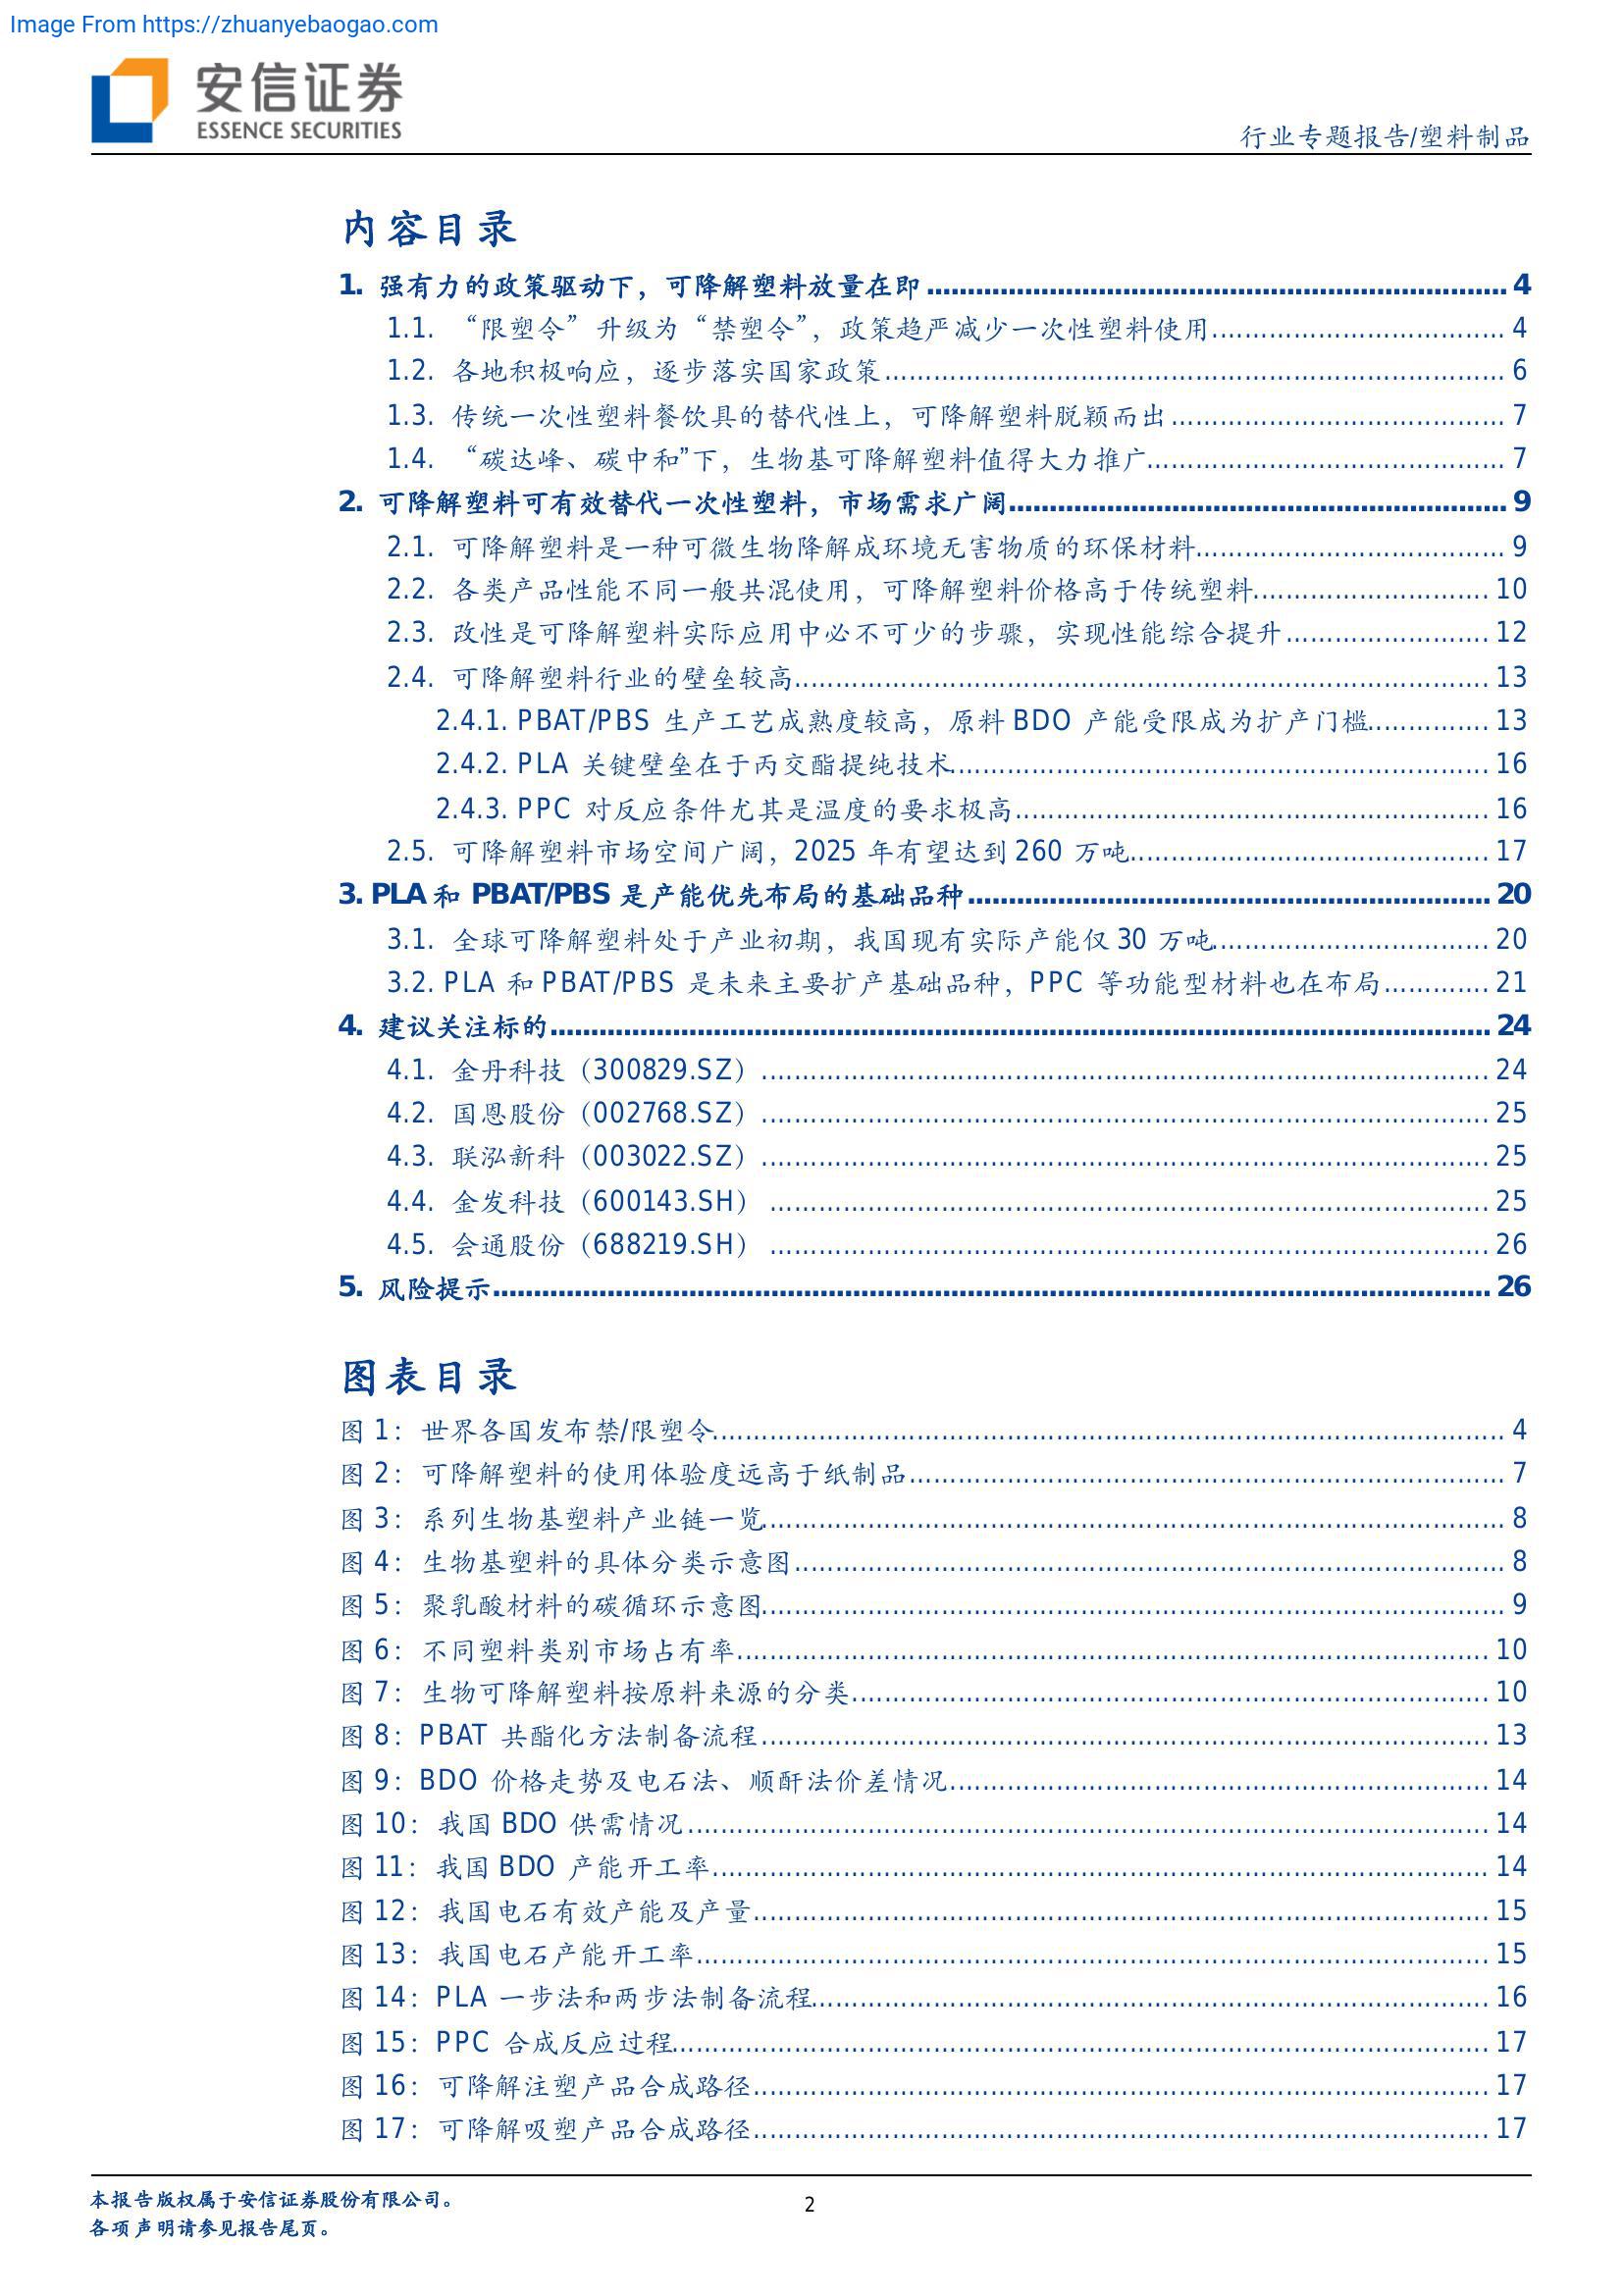 Image From https://zhuanyebaogao.com
安信证券
ESSENCE SECURITIES
行业专题报告/塑料制品
内容目录
1. 强有力的政策驱动下，可降解塑料放量在即 4
1.1. “限塑令”升级为“禁塑令”，政策趋严减少一次性塑料使用 4
1.2. 各地积极响应，逐步落实国家政策 6
1.3. 传统一次性塑料餐饮具的替代性上，可降解塑料脱颖而出 7
1.4. “碳达峰、碳中和”下，生物基可降解塑料值得大力推广 7
2. 可降解塑料可有效替代一次性塑料，市场需求广阔 9
2.1. 可降解塑料是一种可微生物降解成环境无害物质的环保材料 9
2.2. 各类产品性能不同一般共混使用，可降解塑料价格高于传统塑料 10
2.3. 改性是可降解塑料实际应用中必不可少的步骤，实现性能综合提升 12
2.4. 可降解塑料行业的壁垒较高 13
2.4.1. PBAT/PBS 生产工艺成熟度较高，原料 BDO 产能受限成为扩产门槛 13
2.4.2. PLA 关键壁垒在于丙交酯提纯技术 16
2.4.3. PPC 对反应条件尤其是温度的要求极高 16
2.5. 可降解塑料市场空间广阔，2025 年有望达到 260 万吨 17
3. PLA 和 PBAT/PBS 是产能优先布局的基础品种 20
3.1. 全球可降解塑料处于产业初期，我国现有实际产能仅 30 万吨 20
3.2. PLA 和 PBAT/PBS 是未来主要扩产基础品种，PPC 等功能型材料也在布局 21
4. 建议关注标的 24
4.1. 金丹科技（300829.SZ） 24
4.2. 国恩股份（002768.SZ） 25
4.3. 联泓新科（003022.SZ） 25
4.4. 金发科技（600143.SH） 25
4.5. 会通股份（688219.SH） 26
5. 风险提示 26
图表目录
图 1：世界各国发布禁/限塑令 4
图 2：可降解塑料的使用体验度远高于纸制品 7
图 3：系列生物基塑料产业链一览 8
图 4：生物基塑料的具体分类示意图 8
图 5：聚乳酸材料的碳循环示意图 9
图 6：不同塑料类别市场占有率 10
图 7：生物可降解塑料按原料来源的分类 10
图 8：PBAT 共酯化方法制备流程 13
图 9：BDO 价格走势及电石法、顺酐法价差情况 14
图 10：我国 BDO 供需情况 14
图 11：我国 BDO 产能开工率 14
图 12：我国电石有效产能及产量 15
图 13：我国电石产能开工率 15
图 14：PLA 一步法和两步法制备流程 16
图 15：PPC 合成反应过程 17
图 16：可降解注塑产品合成路径 17
图 17：可降解吸塑产品合成路径 17
本报告版权属于安信证券股份有限公司。
2
各项声明请参见报告尾页。